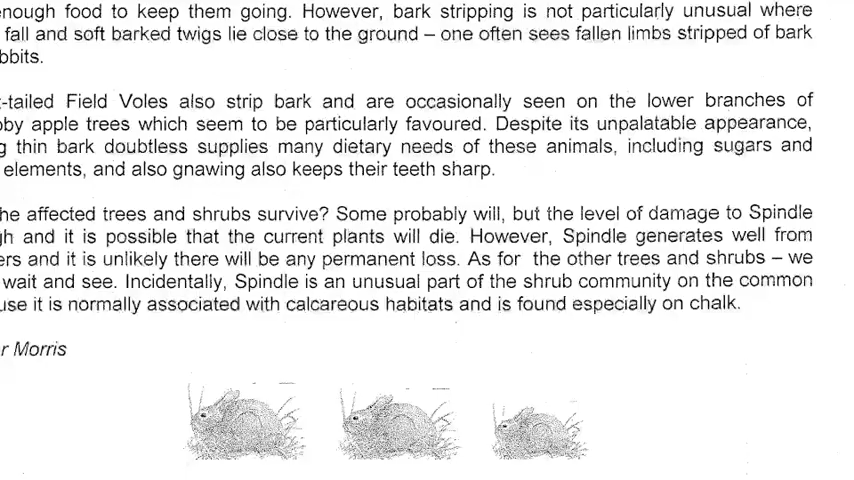 enough food to keep them going. However, bark stripping is not particularly unusual where
fall and soft barked twigs lie close to the ground – one often sees fallen limbs stripped of bark
bbits.
t-tailed Field Voles also strip bark and are occasionally seen on the lower branches of
bby apple trees which seem to be particularly favoured. Despite its unpalatable appearance,
g thin bark doubtless supplies many dietary needs of these animals, including sugars and
elements, and also gnawing also keeps their teeth sharp.
he affected trees and shrubs survive? Some probably will, but the level of damage to Spindle
gh and it is possible that the current plants will die. However, Spindle generates well from
ers and it is unlikely there will be any permanent loss. As for the other trees and shrubs – we
wait and see. Incidentally, Spindle is an unusual part of the shrub community on the common
use it is normally associated with calcareous habitats and is found especially on chalk.
r Morris